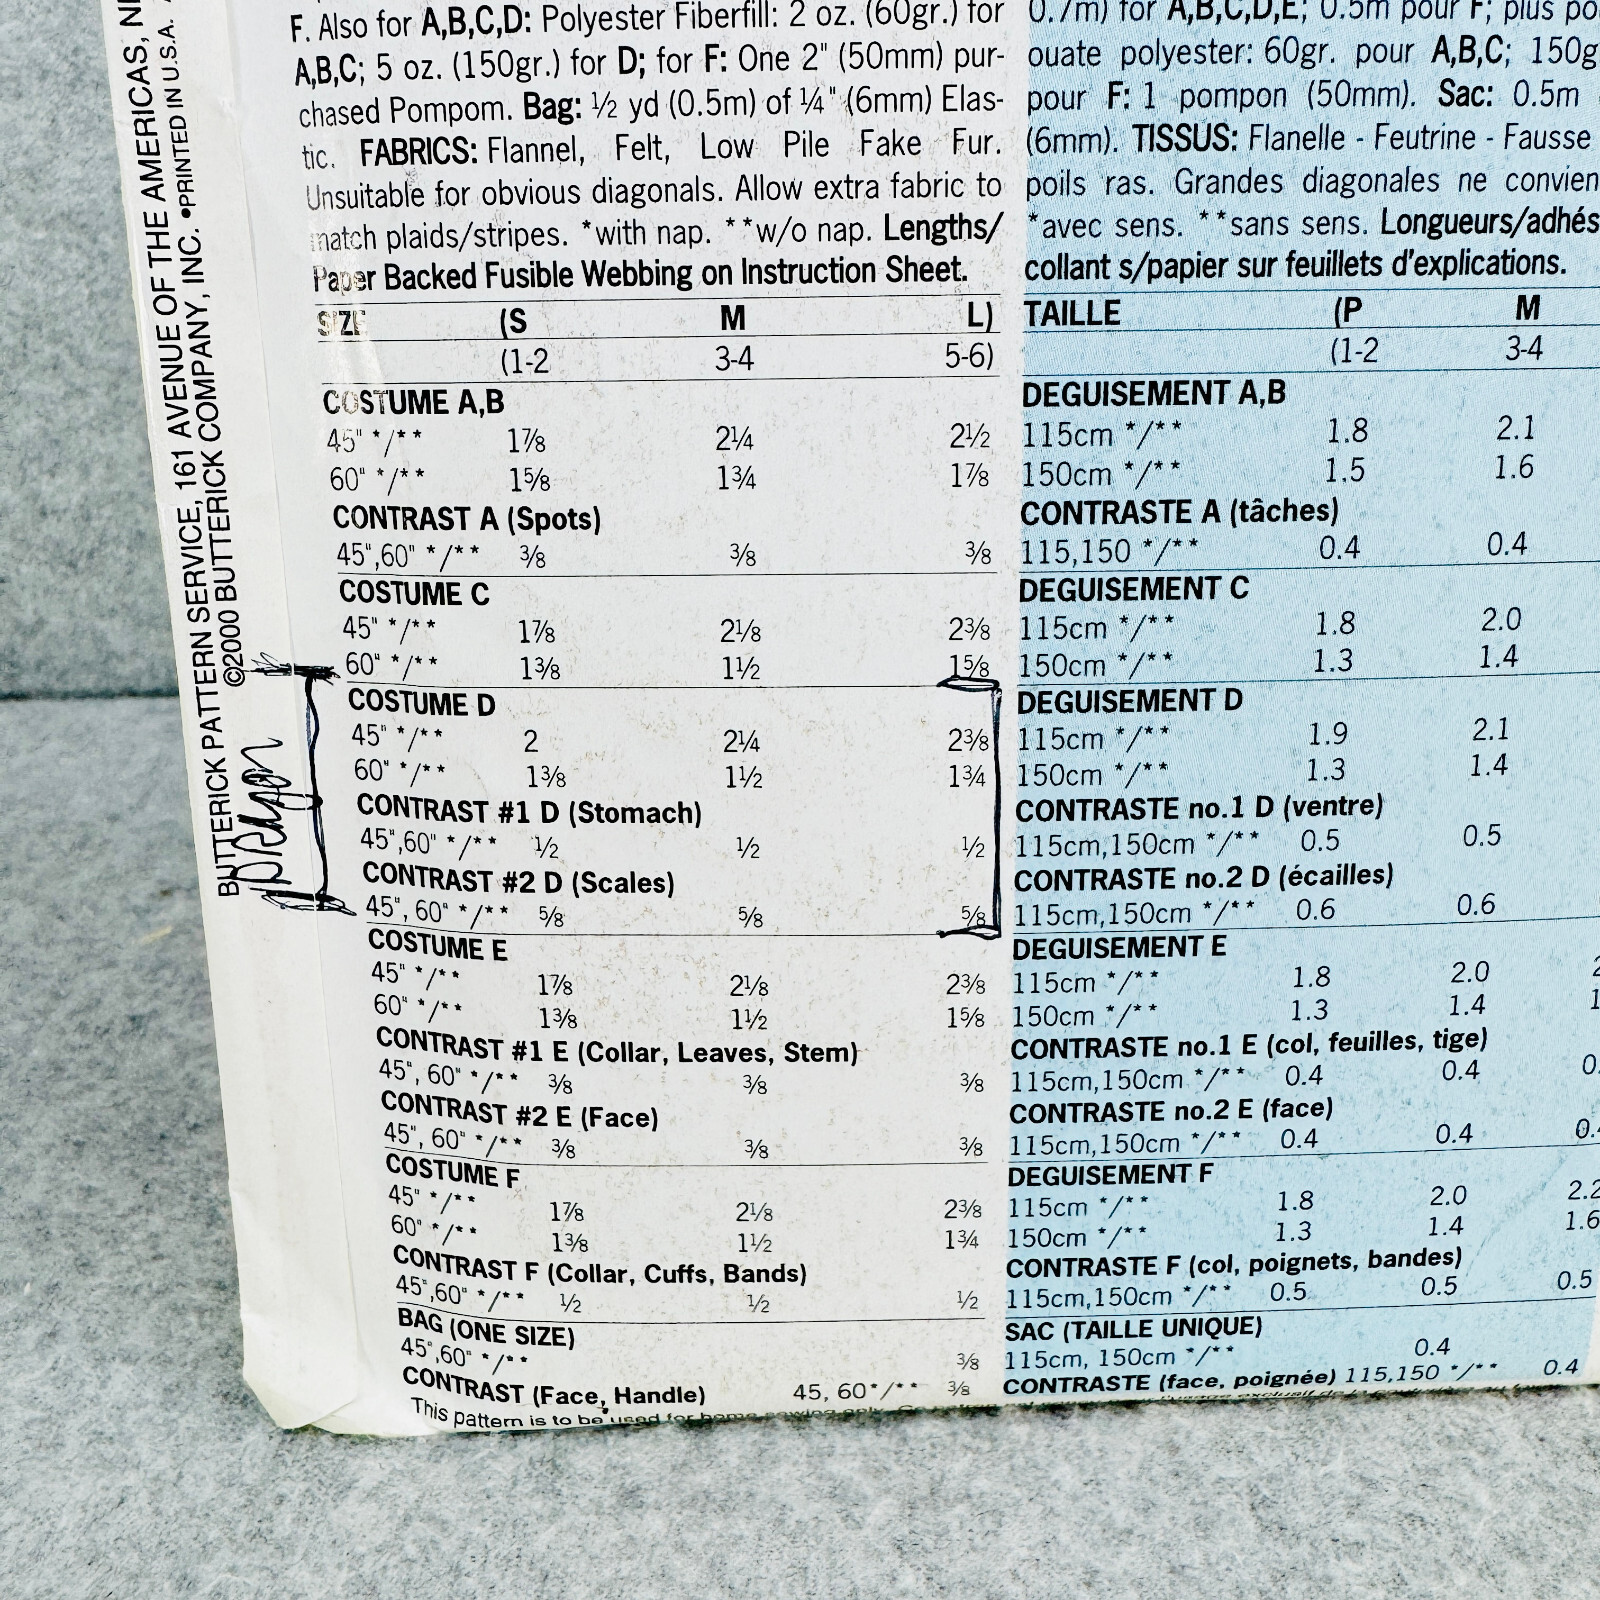 BUTTERICK PATTERN SERVICE, 161 AVENUE OF THE AMERICAS,
©2000 BUTTERICK COMPANY, INC. •PRINTED IN U.S.A.
DRagon
F. Also for A,B,C,D: Polyester Fiberfill: 2 oz. (60gr.) for
A,B,C; 5 oz. (150gr.) for D; for F: One 2" (50mm) pur-
chased Pompom. Bag: ½ yd (0.5m) of ¼" (6mm) Elas-
tic. FABRICS: Flannel, Felt, Low Pile Fake Fur.
Unsuitable for obvious diagonals. Allow extra fabric to
match plaids/stripes. *with nap. **w/o nap. Lengths/
Paper Backed Fusible Webbing on Instruction Sheet.
SIZE (S M L)
(1-2 3-4 5-6)
COSTUME A,B
45" */** 1⅞ 2¼ 2½
60" */** 1⅝ 1¾ 1⅞
CONTRAST A (Spots)
45",60" */** ⅜ ⅜ ⅜
COSTUME C
45" */** 1⅞ 2⅛ 2⅜
60" */** 1⅜ 1½ 1⅝
COSTUME D
45" */** 2 2¼ 2⅜
60" */** 1⅜ 1½ 1¾
CONTRAST #1 D (Stomach)
45",60" */** ½ ½ ½
CONTRAST #2 D (Scales)
45", 60" */** ⅝ ⅝ ⅝
COSTUME E
45" */** 1⅞ 2⅛ 2⅜
60" */** 1⅜ 1½ 1⅝
CONTRAST #1 E (Collar, Leaves, Stem)
45", 60" */** ⅜ ⅜ ⅜
CONTRAST #2 E (Face)
45", 60" */** ⅜ ⅜ ⅜
COSTUME F
45" */** 1⅞ 2⅛ 2⅜
60" */** 1⅜ 1½ 1¾
CONTRAST F (Collar, Cuffs, Bands)
45",60" */** ½ ½ ½
BAG (ONE SIZE)
45",60" */** ⅜
CONTRAST (Face, Handle) 45, 60*/** ⅜
This pattern is to be used for home sewing only.
0.7m) for A,B,C,D,E; 0.5m pour F; plus
ouate polyester: 60gr. pour A,B,C; 150g
pour F: 1 pompon (50mm). Sac: 0.5m
(6mm). TISSUS: Flanelle - Feutrine - Fausse
poils ras. Grandes diagonales ne convien
*avec sens. **sans sens. Longueurs/adhés
collant s/papier sur feuillets d'explications.
TAILLE (P M
(1-2 3-4
DEGUISEMENT A,B
115cm */** 1.8 2.1
150cm */** 1.5 1.6
CONTRASTE A (tâches)
115,150 */** 0.4 0.4
DEGUISEMENT C
115cm */** 1.8 2.0
150cm */** 1.3 1.4
DEGUISEMENT D
115cm */** 1.9 2.1
150cm */** 1.3 1.4
CONTRASTE no.1 D (ventre)
115cm,150cm */** 0.5 0.5
CONTRASTE no.2 D (écailles)
115cm,150cm */** 0.6 0.6
DEGUISEMENT E
115cm */** 1.8 2.0
150cm */** 1.3 1.4
CONTRASTE no.1 E (col, feuilles, tige)
115cm,150cm */** 0.4 0.4
CONTRASTE no.2 E (face)
115cm,150cm */** 0.4 0.4
DEGUISEMENT F
115cm */** 1.8 2.0 2.2
150cm */** 1.3 1.4 1.6
CONTRASTE F (col, poignets, bandes)
115cm,150cm */** 0.5 0.5 0.5
SAC (TAILLE UNIQUE)
115cm, 150cm */** 0.4
CONTRASTE (face, poignée) 115,150 */** 0.4